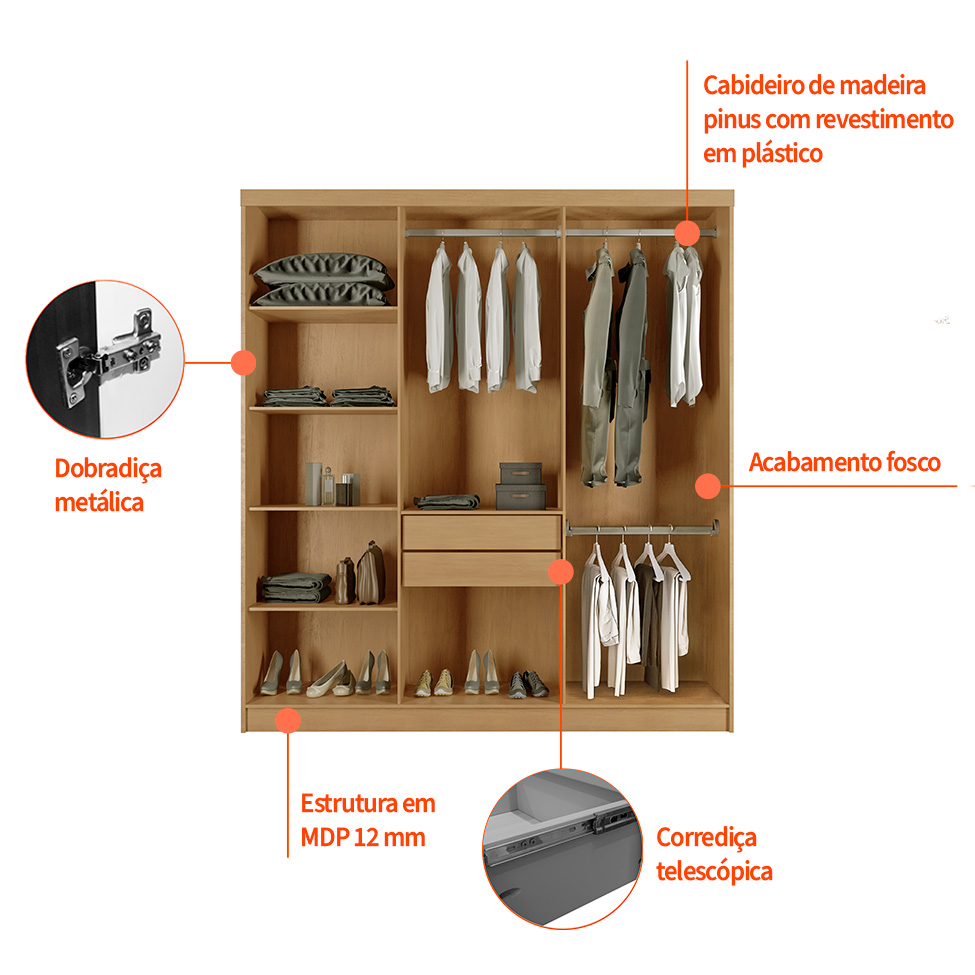 Cabideiro de madeira
pinus com revestimento
em plástico
Dobradiça
metálica
Acabamento fosco
Estrutura em
MDP 12 mm
Corrediça
telescópica